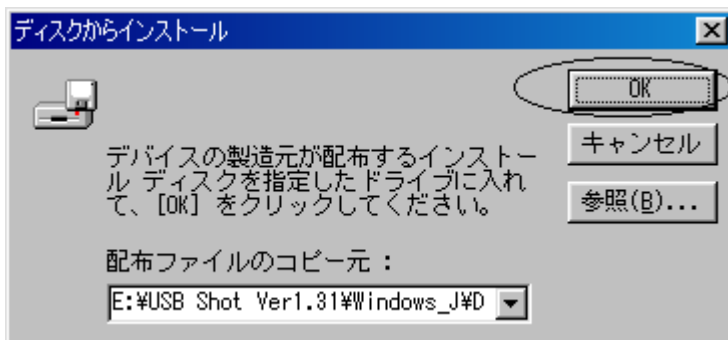 ディスクからインストール
OK
デバイスの製造元が配布するインストー
ル ディスクを指定したドライブに入れ
て、[OK] をクリックしてください。
キャンセル
参照(B)...
配布ファイルのコピー元：
E:¥USB Shot Ver1.31¥Windows_J¥D